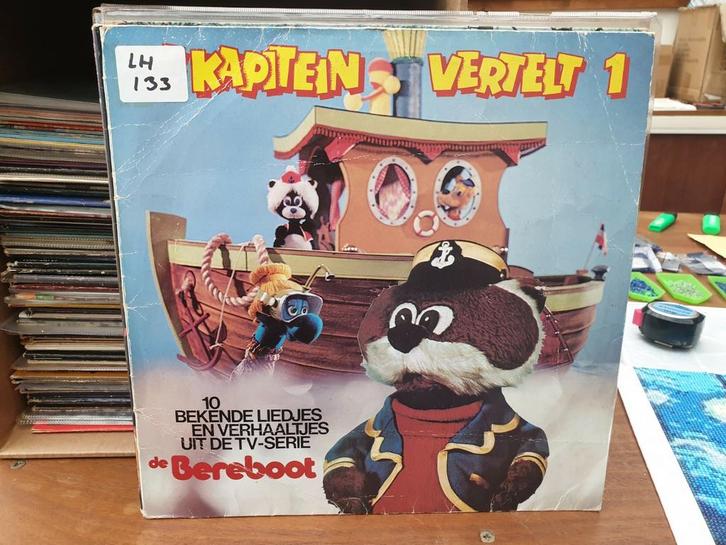 LH
133
KAPITEIN VERTELT 1
10
BEKENDE LIEDJES
EN VERHAALTJES
UIT DE TV-SERIE
de Bereboot